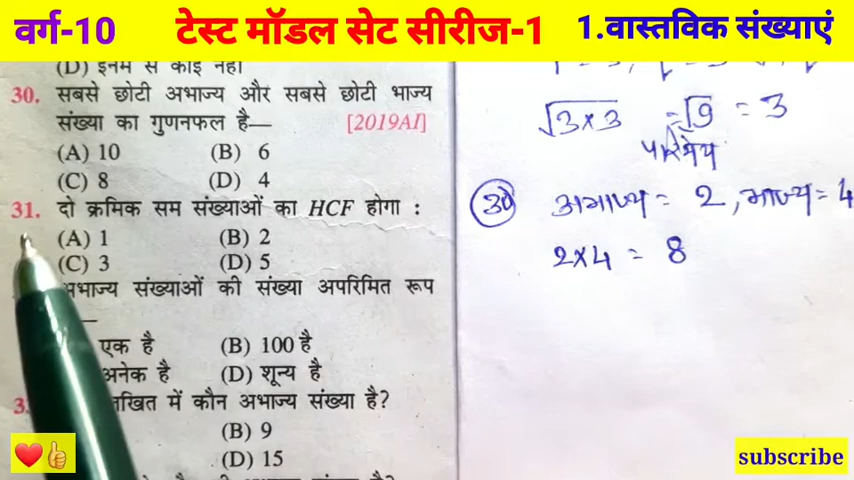 वर्ग-10 टेस्ट मॉडल सेट सीरीज-1 1.वास्तविक संख्याएं
(D) इनमें से कोई नहीं
30. सबसे छोटी अभाज्य और सबसे छोटी भाज्य
संख्या का गुणनफल है— [2019AI]
(A) 10 (B) 6
(C) 8 (D) 4
31. दो क्रमिक सम संख्याओं का HCF होगा :
(A) 1 (B) 2
(C) 3 (D) 5
अभाज्य संख्याओं की संख्या अपरिमित रूप
एक है (B) 100 है
अनेक है (D) शून्य है
में कौन अभाज्य संख्या है?
(B) 9
(D) 15
√3×3 = √9 = 3
परिमेय
30 अभाज्य = 2, भाज्य = 4
2×4 = 8
subscribe